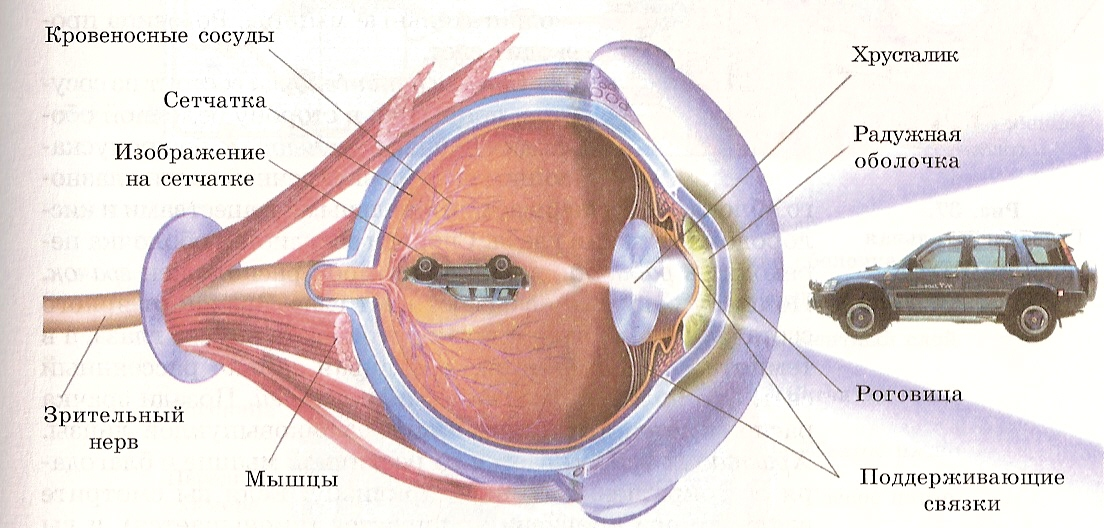 Кровеносные сосуды
Сетчатка
Изображение
на сетчатке
Зрительный
нерв
Мышцы
Хрусталик
Радужная
оболочка
Роговица
Поддерживающие
связки